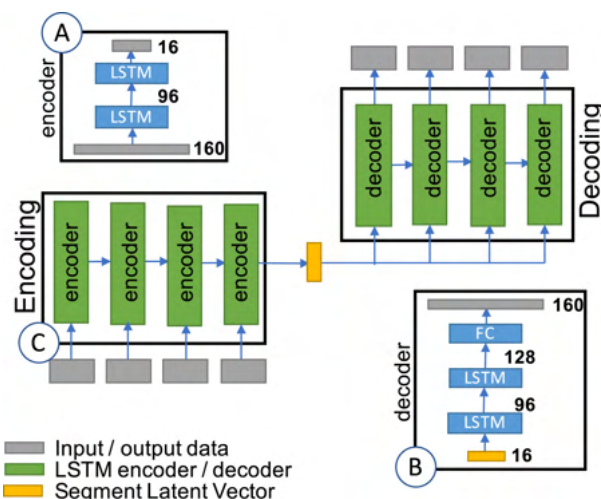 A
encoder
16
LSTM
96
LSTM
160
Encoding
encoder
encoder
encoder
encoder
C
decoder
decoder
decoder
decoder
Decoding
decoder
160
FC
128
LSTM
96
LSTM
16
B
Input / output data
LSTM encoder / decoder
Segment Latent Vector